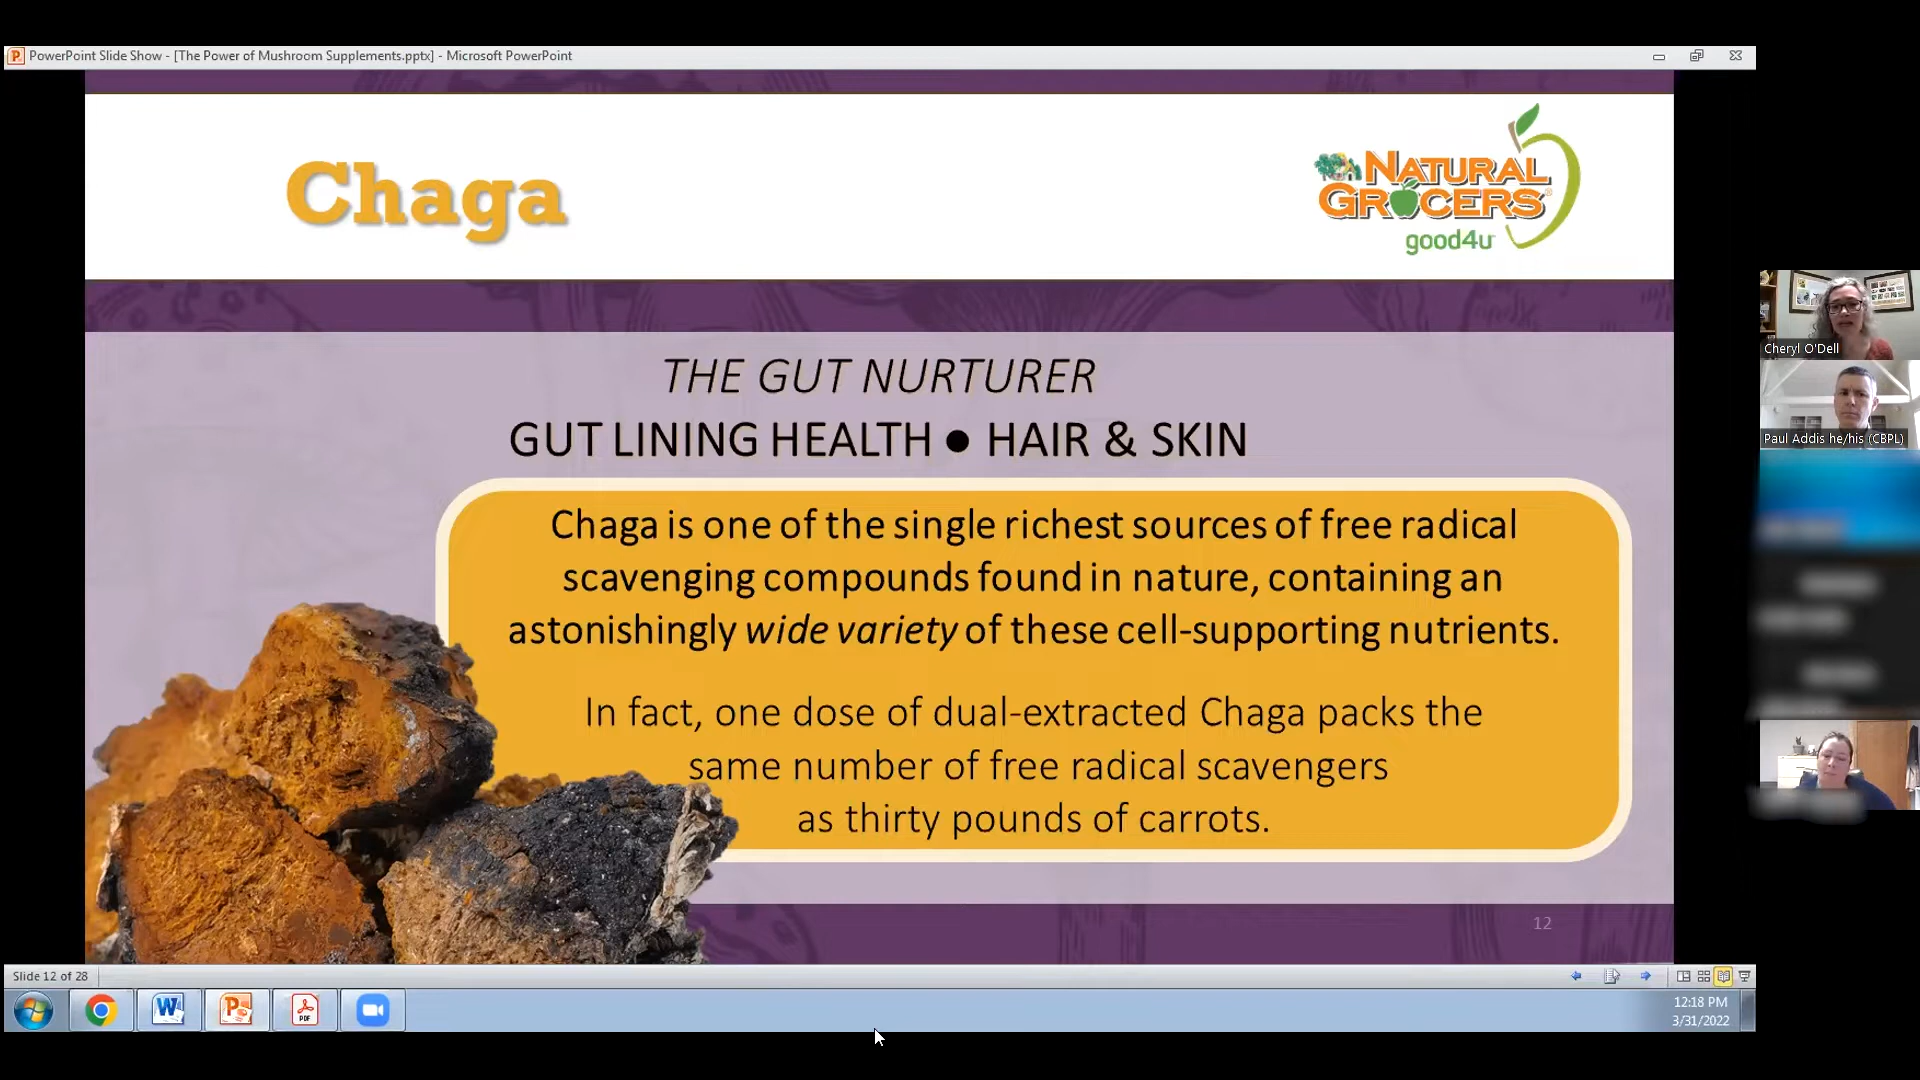 PowerPoint Slide Show - [The Power of Mushroom Supplements.pptx] - Microsoft PowerPoint
Chaga
NATURAL
GROCERS
good4u
THE GUT NURTURER
GUT LINING HEALTH ● HAIR & SKIN
Chaga is one of the single richest sources of free radical
scavenging compounds found in nature, containing an
astonishingly wide variety of these cell-supporting nutrients.
In fact, one dose of dual-extracted Chaga packs the
same number of free radical scavengers
as thirty pounds of carrots.
12
Cheryl O'Dell
Paul Addis he/his (CBPL)
Slide 12 of 28
PDF
12:18 PM
3/31/2022